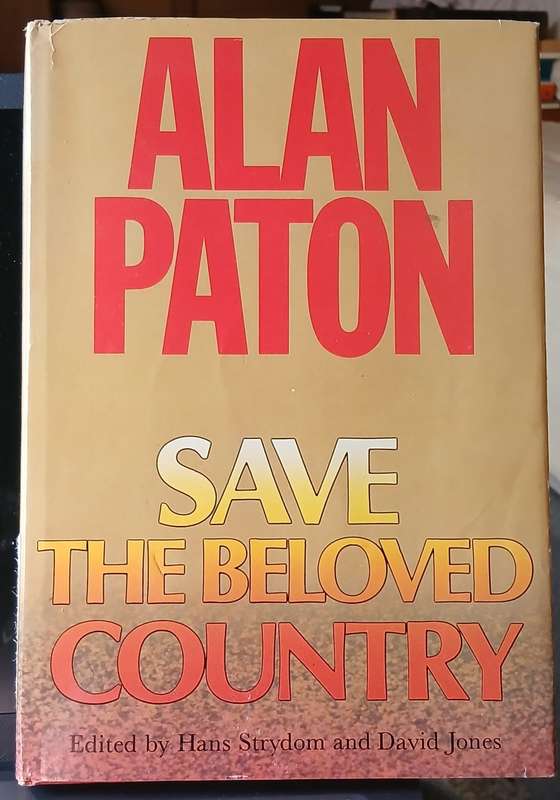 ALAN
PATON
SAVE
THE BELOVED
COUNTRY
Edited by Hans Strydom and David Jones